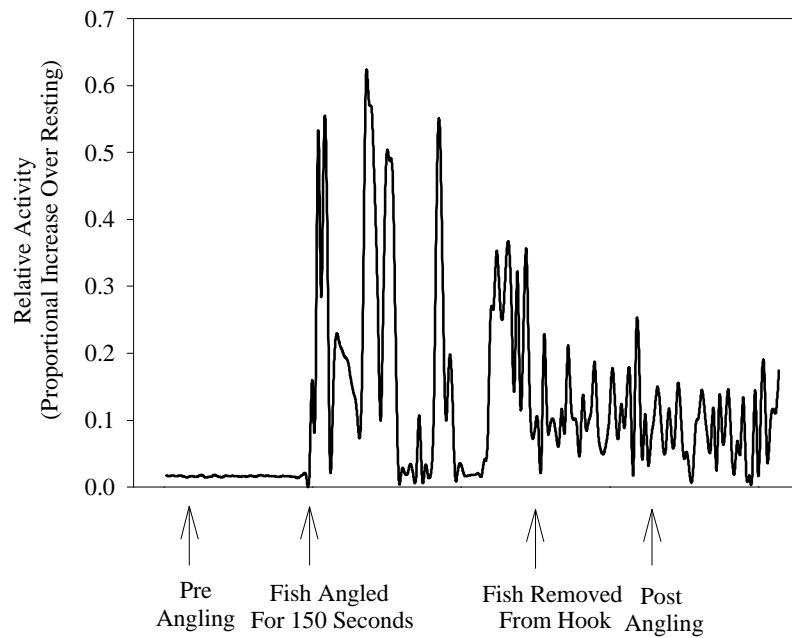 Relative Activity
(Proportional Increase Over Resting)
0.7
0.6
0.5
0.4
0.3
0.2
0.1
0.0
Pre
Angling
Fish Angled
For 150 Seconds
Fish Removed
From Hook
Post
Angling